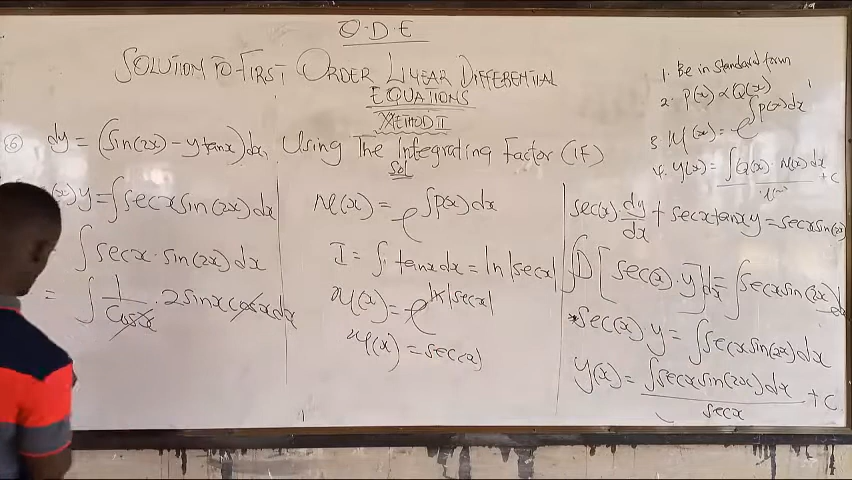 O.D.E
SOLUTION TO FIRST ORDER LINEAR DIFFERENTIAL
EQUATIONS
METHOD I
⑥ dy = (sin(2x) - y tanx)dx, Using The Integrating Factor (IF)
Sol
1. Be in standard form
2. P(x) ∝ Q(x)
3. M(x) = e^∫p(x)dx
4. y(x) = ∫Q(x) · M(x)dx + C
y = ∫secx sin(2x)dx
∫secx · sin(2x)dx
= ∫ 1/cosx · 2sinx cosx dx
M(x) = e^∫p(x)dx
I = ∫ tanx dx = ln|secx|
M(x) = e^ln|secx|
M(x) = sec(x)
sec(x) dy/dx + secx tanx y = secx sin(2x)
∫D[sec(x) · y]dx = ∫secx sin(2x)dx
*sec(x) y = ∫secx sin(2x)dx
y(x) = ∫secx sin(2x)dx / secx + C